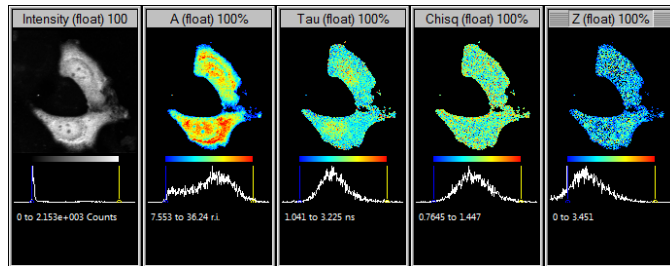 Intensity (float) 100
A (float) 100%
Tau (float) 100%
Chisq (float) 100%
Z (float) 100%
0 to 2.153e+003 Counts
7.553 to 36.24 r.i.
1.041 to 3.225 ns
0.7645 to 1.447
0 to 3.451